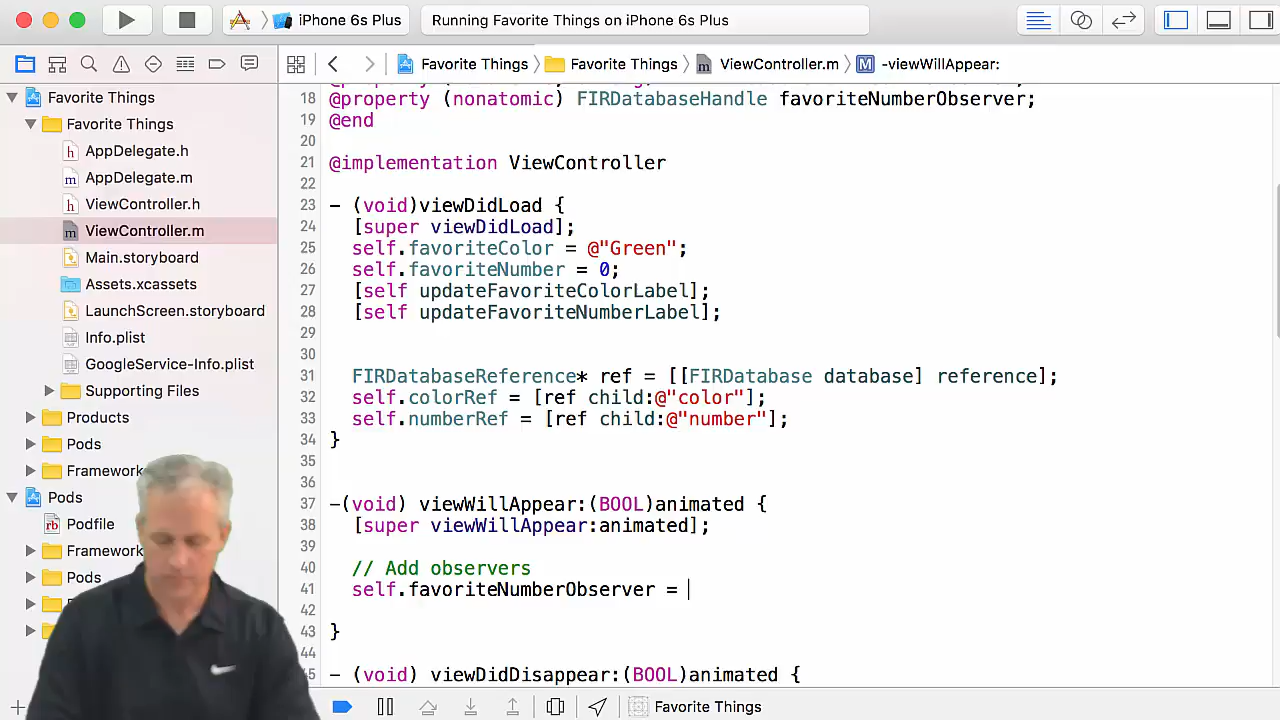 iPhone 6s Plus
Running Favorite Things on iPhone 6s Plus
Favorite Things
Favorite Things
ViewController.m
M
-viewWillAppear:
Favorite Things
Favorite Things
h AppDelegate.h
m AppDelegate.m
h ViewController.h
m ViewController.m
Main.storyboard
Assets.xcassets
LaunchScreen.storyboard
Info.plist
GoogleService-Info.plist
Supporting Files
Products
Pods
Framework
Pods
rb Podfile
Framework
Pods
18 @property (nonatomic) FIRDatabaseHandle favoriteNumberObserver;
19 @end
20
21 @implementation ViewController
22
23 - (void)viewDidLoad {
24 [super viewDidLoad];
25 self.favoriteColor = @"Green";
26 self.favoriteNumber = 0;
27 [self updateFavoriteColorLabel];
28 [self updateFavoriteNumberLabel];
29
30
31 FIRDatabaseReference* ref = [[FIRDatabase database] reference];
32 self.colorRef = [ref child:@"color"];
33 self.numberRef = [ref child:@"number"];
34 }
35
36
37 -(void) viewWillAppear:(BOOL)animated {
38 [super viewWillAppear:animated];
39
40 // Add observers
41 self.favoriteNumberObserver =
42
43 }
44
- (void) viewDidDisappear:(BOOL)animated {
Favorite Things